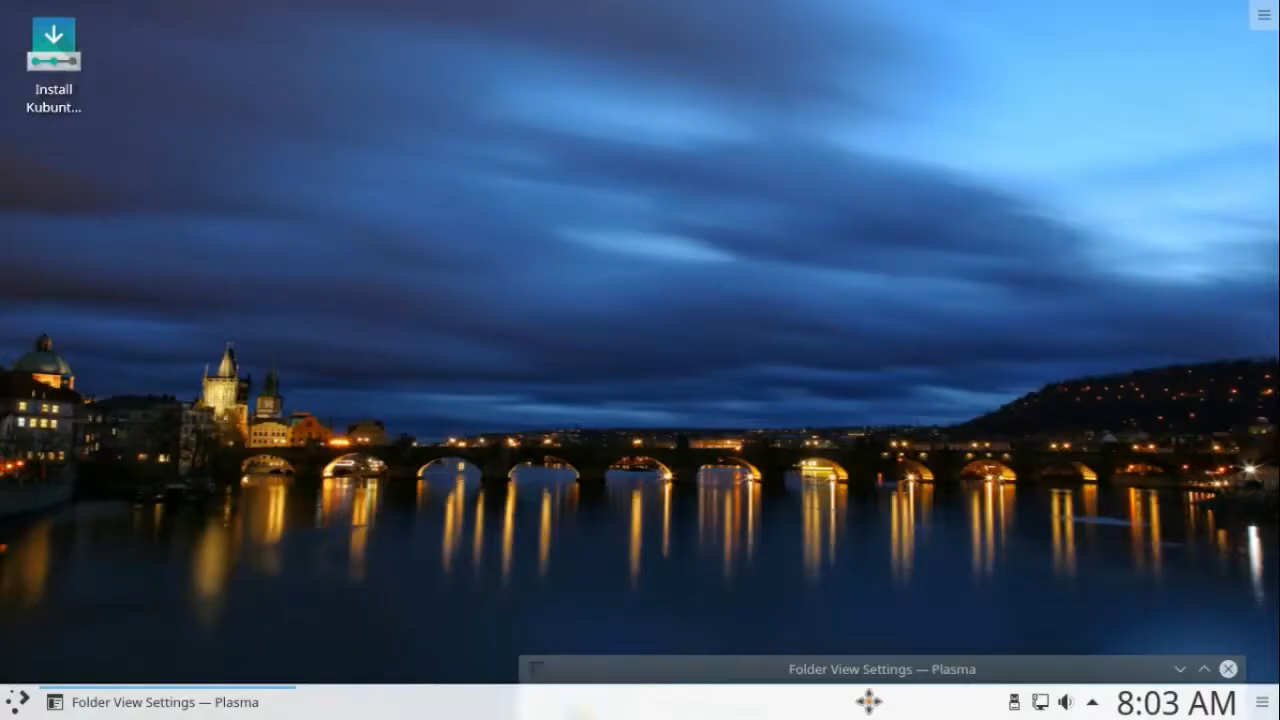 Install
Kubunt...
Folder View Settings — Plasma
Folder View Settings — Plasma
8:03 AM